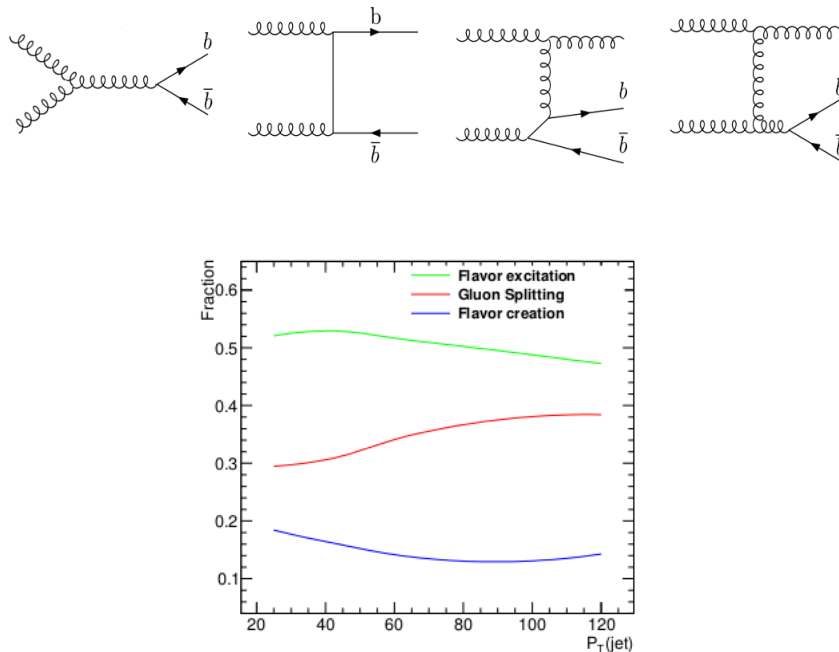 b
b̄
b
b̄
b
b̄
b
b̄
Fraction
Flavor excitation
Gluon Splitting
Flavor creation
0.6
0.5
0.4
0.3
0.2
0.1
20 40 60 80 100 120
P_T(jet)